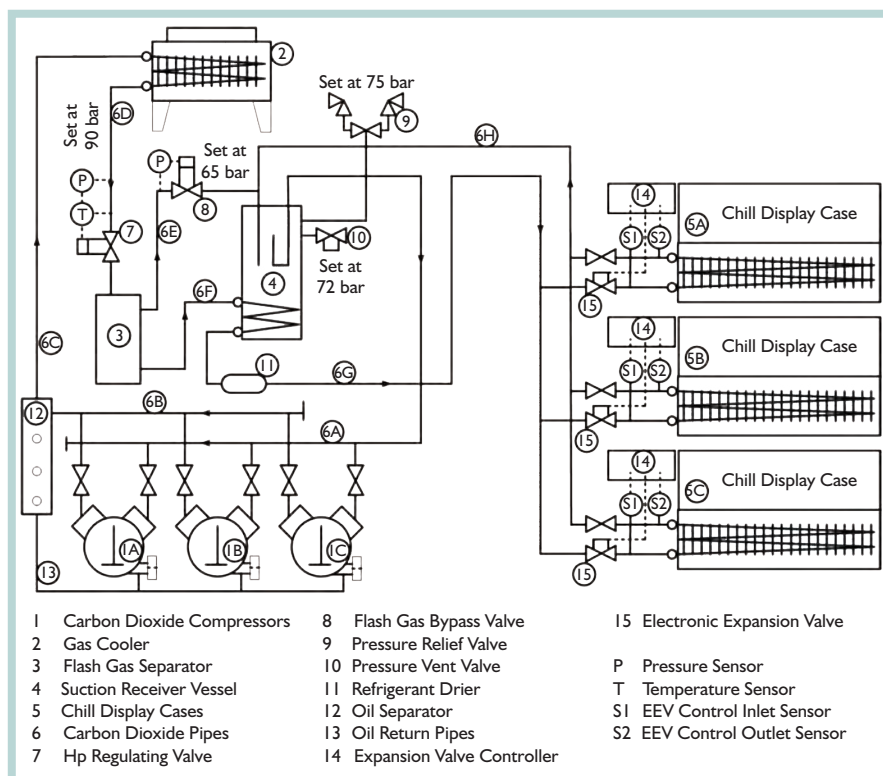 2
Set at 75 bar
9
6H
6D
Set at
90 bar
P
Set at
65 bar
P
8
T
7
6E
10
Set at
72 bar
4
6F
3
11
6G
6C
6B
12
6A
1A
1B
1C
13
14
Chill Display Case
5A
S1
S2
15
14
Chill Display Case
5B
S1
S2
15
14
Chill Display Case
5C
S1
S2
15
1 Carbon Dioxide Compressors
2 Gas Cooler
3 Flash Gas Separator
4 Suction Receiver Vessel
5 Chill Display Cases
6 Carbon Dioxide Pipes
7 Hp Regulating Valve
8 Flash Gas Bypass Valve
9 Pressure Relief Valve
10 Pressure Vent Valve
11 Refrigerant Drier
12 Oil Separator
13 Oil Return Pipes
14 Expansion Valve Controller
15 Electronic Expansion Valve
P Pressure Sensor
T Temperature Sensor
S1 EEV Control Inlet Sensor
S2 EEV Control Outlet Sensor